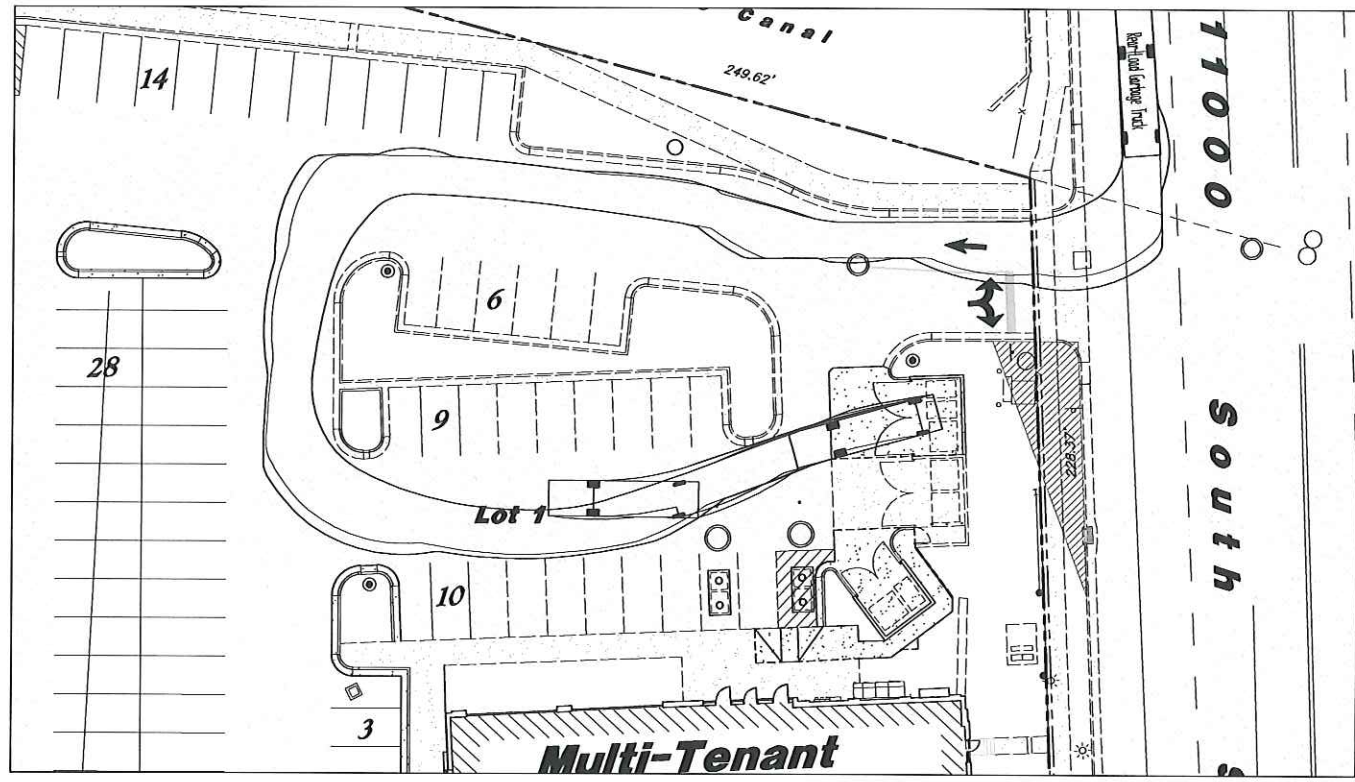 Canal
249.62'
14
Rear-Load Garbage Truck
11000 South S
6
28
9
228.37'
Lot 1
10
3
Multi-Tenant